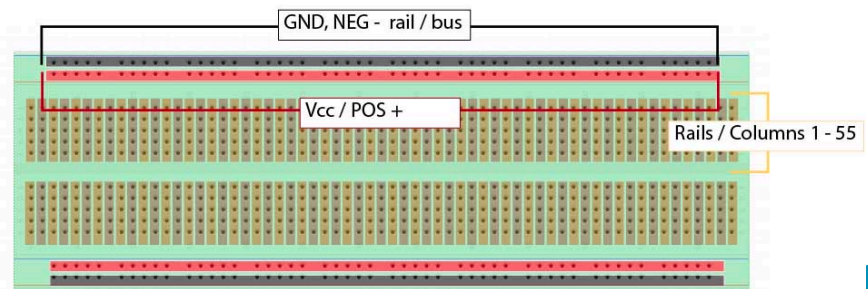 GND, NEG - rail / bus
Vcc / POS +
Rails / Columns 1 - 55